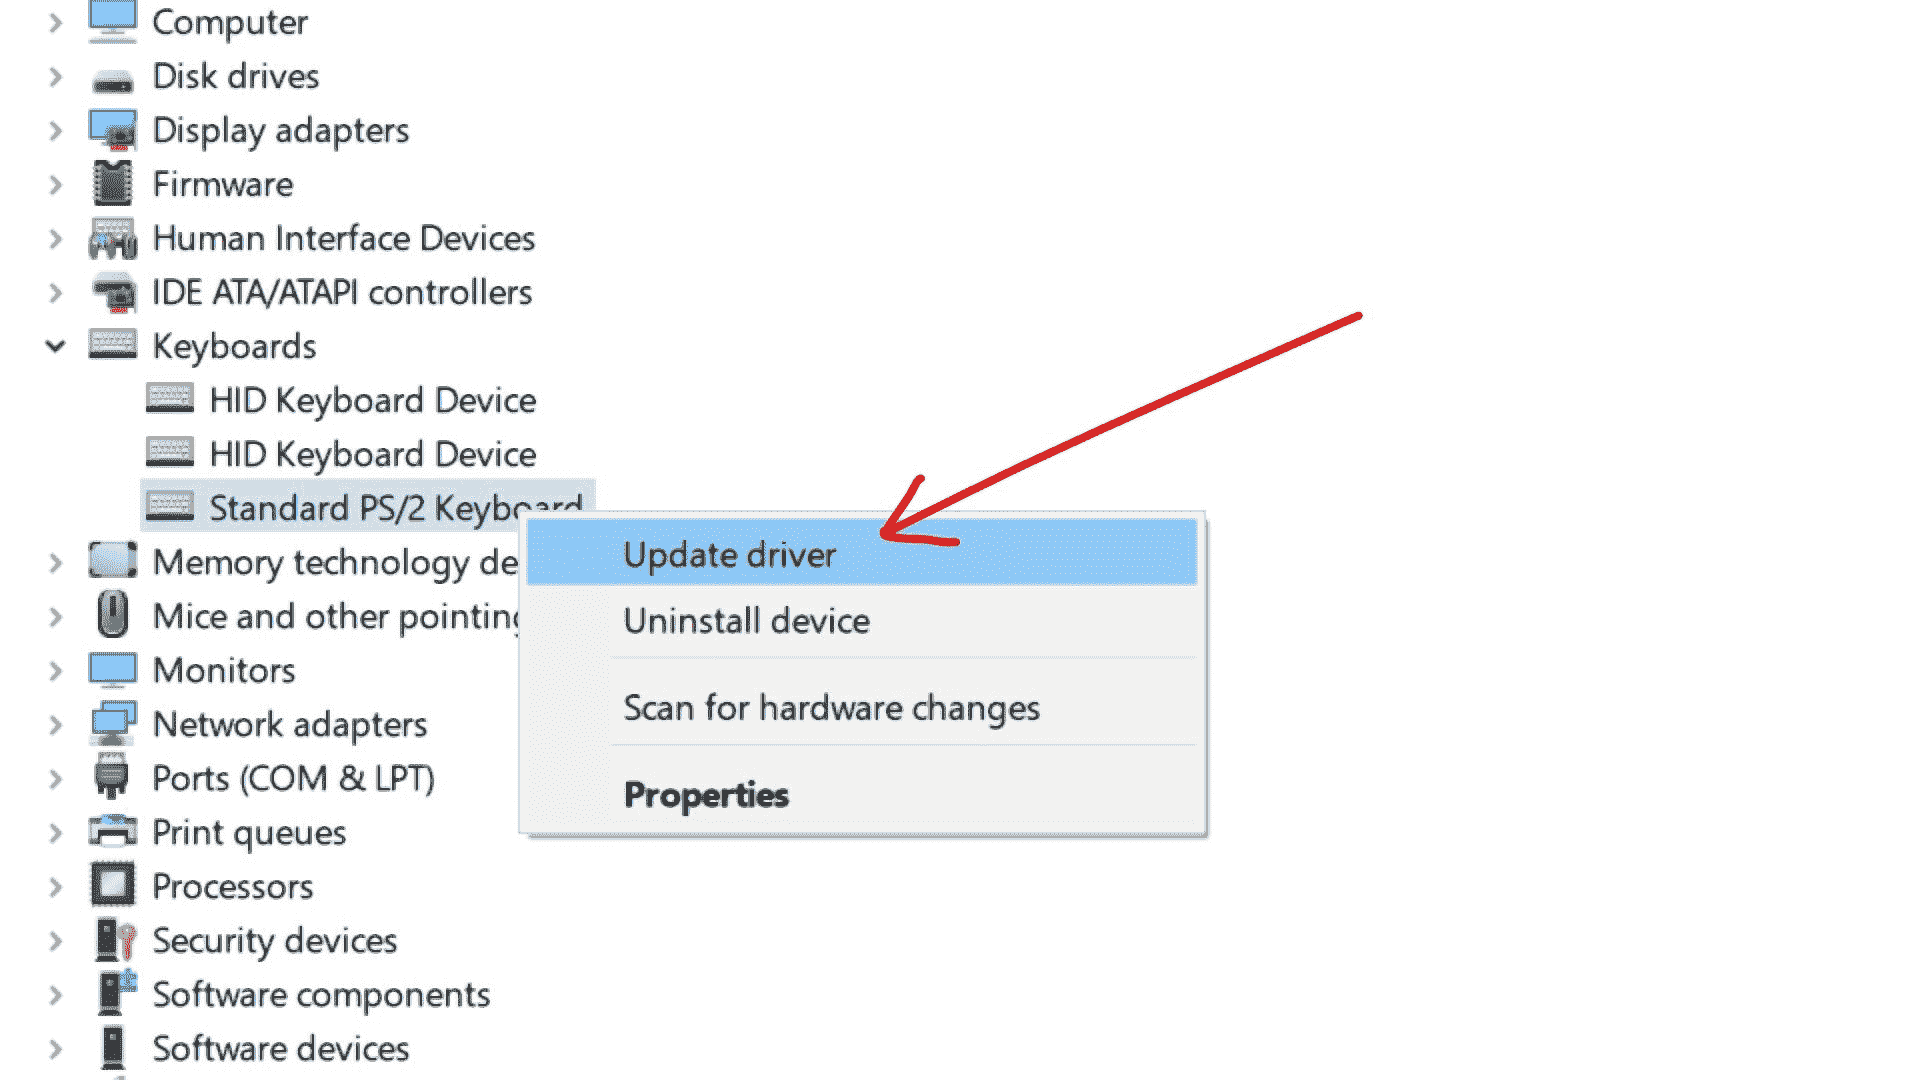 Computer
Disk drives
Display adapters
Firmware
Human Interface Devices
IDE ATA/ATAPI controllers
Keyboards
HID Keyboard Device
HID Keyboard Device
Standard PS/2 Keyboard
Update driver
Uninstall device
Scan for hardware changes
Properties
Memory technology de
Mice and other pointing
Monitors
Network adapters
Ports (COM & LPT)
Print queues
Processors
Security devices
Software components
Software devices